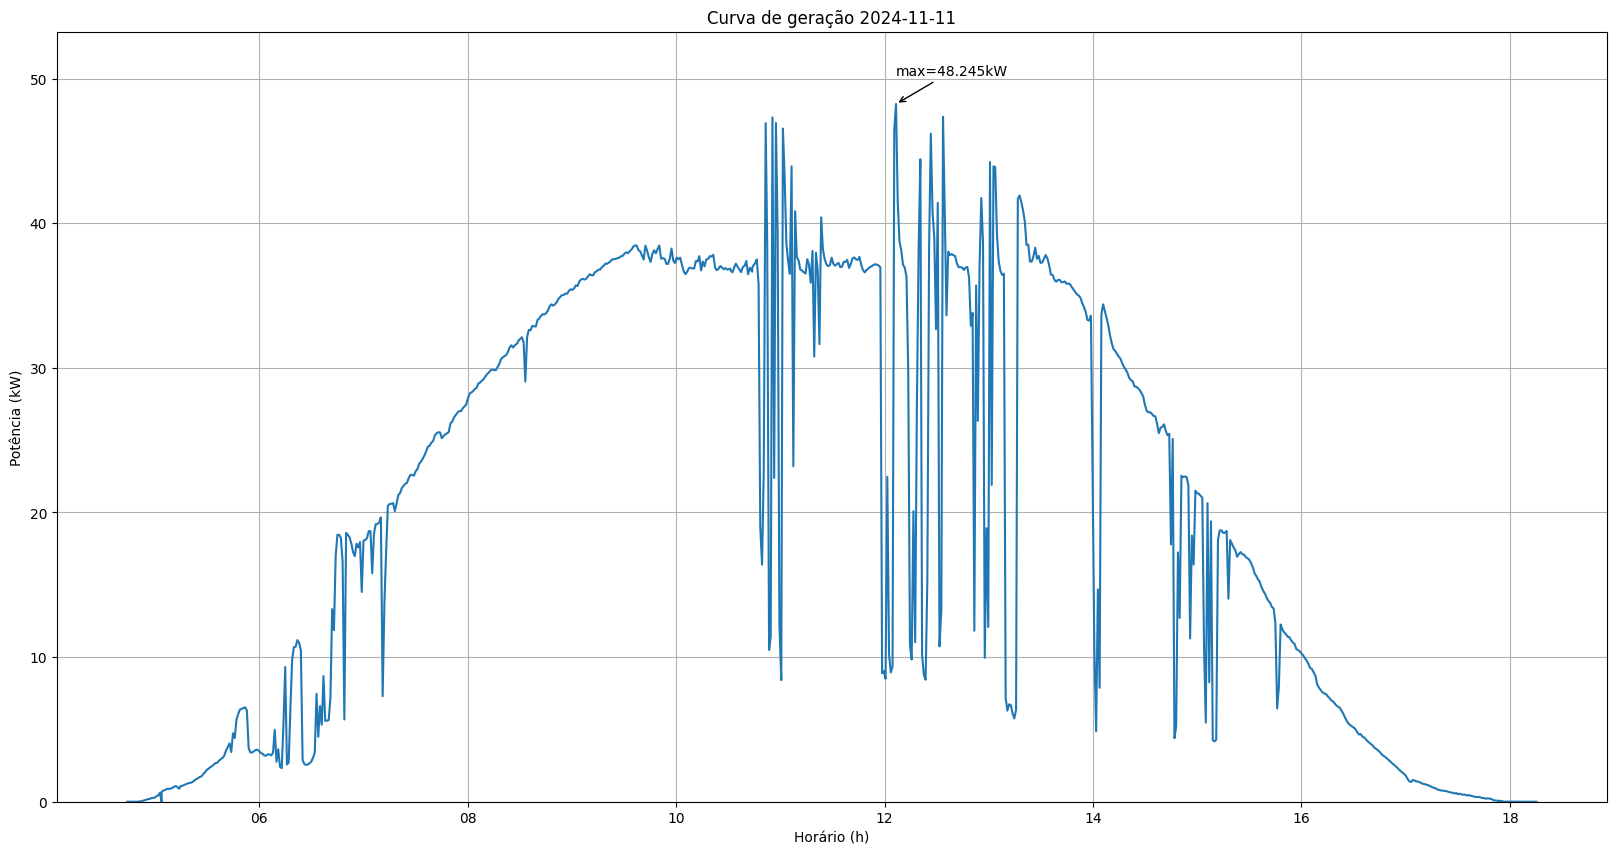 Curva de geração 2024-11-11
max=48.245kW
Potência (kW)
50
40
30
20
10
0
06 08 10 12 14 16 18
Horário (h)